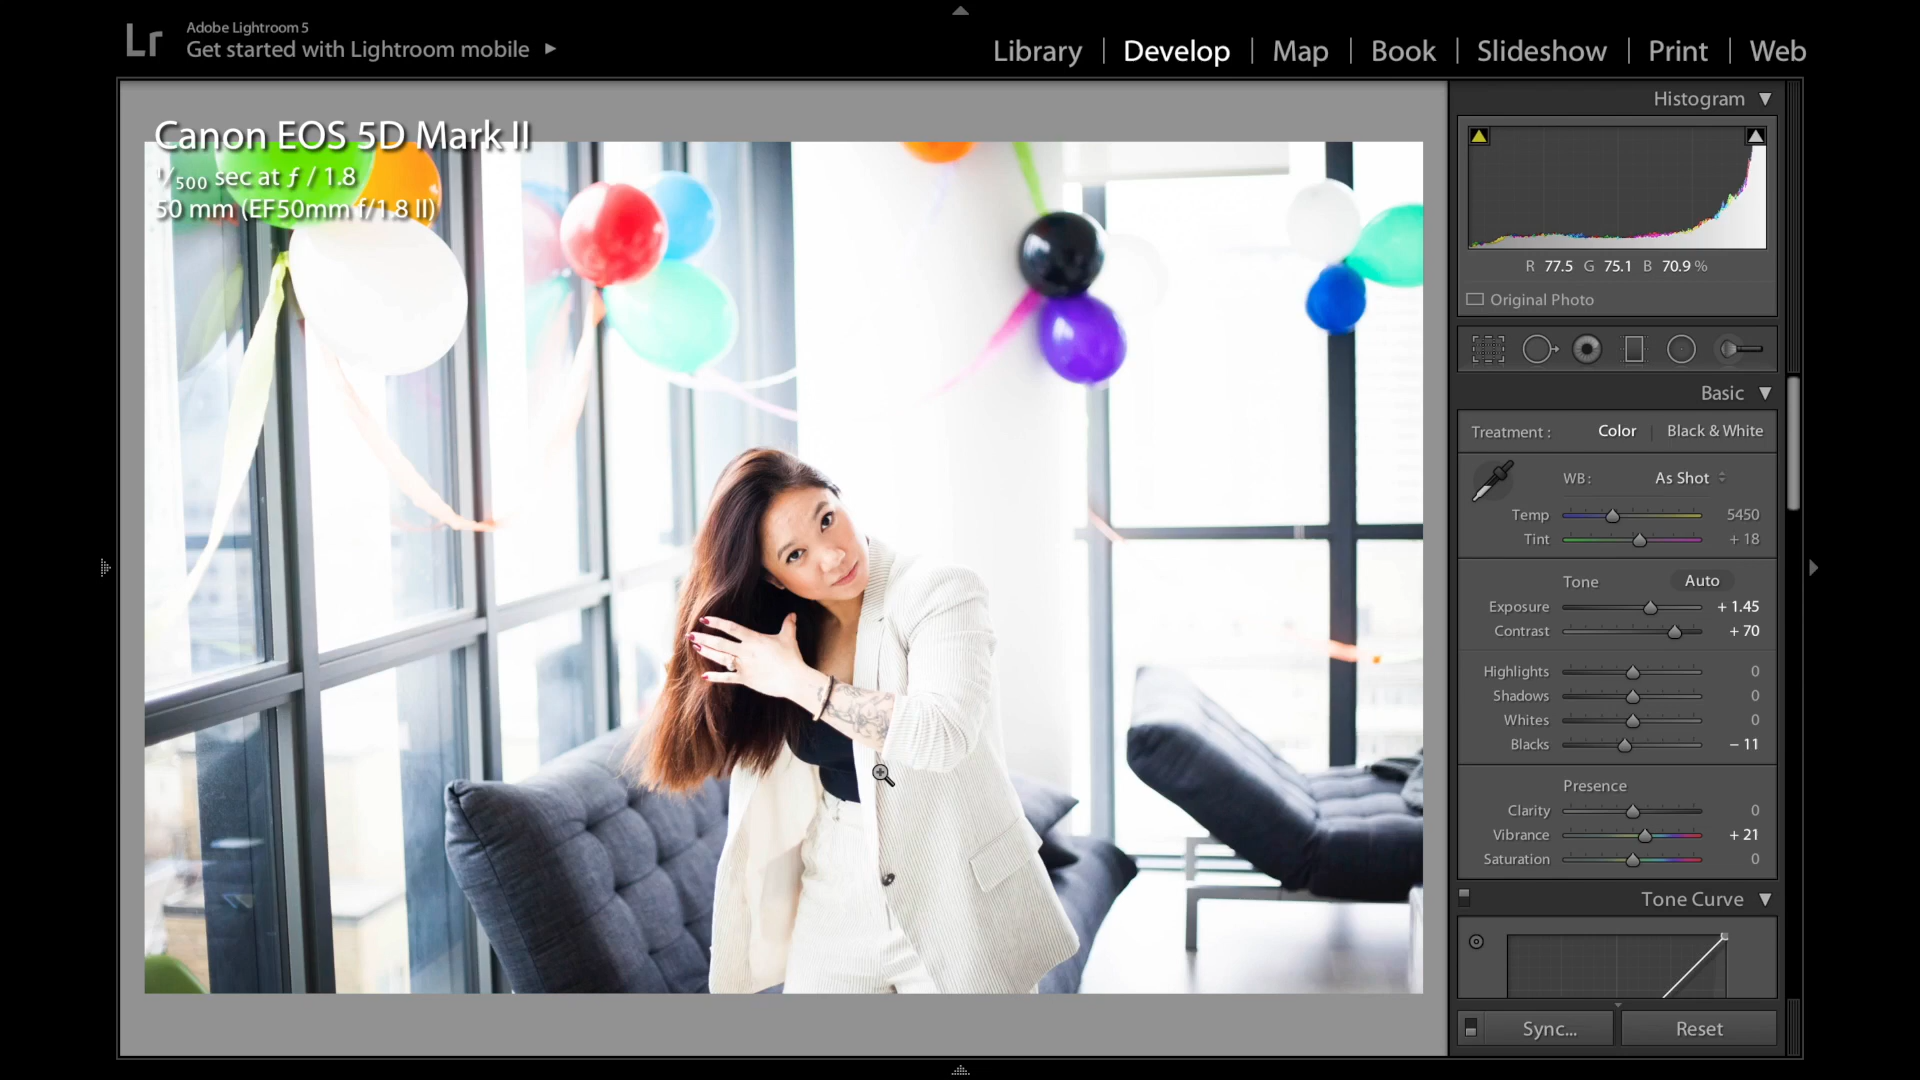 Lr
Adobe Lightroom 5
Get started with Lightroom mobile
Library | Develop | Map | Book | Slideshow | Print | Web
Histogram
Canon EOS 5D Mark II
1/500 sec at ƒ / 1.8
50 mm (EF50mm f/1.8 II)
R 77.5 G 75.1 B 70.9 %
Original Photo
Basic
Treatment : Color | Black & White
WB : As Shot
Temp 5450
Tint + 18
Tone Auto
Exposure + 1.45
Contrast + 70
Highlights 0
Shadows 0
Whites 0
Blacks − 11
Presence
Clarity 0
Vibrance + 21
Saturation 0
Tone Curve
Sync...
Reset